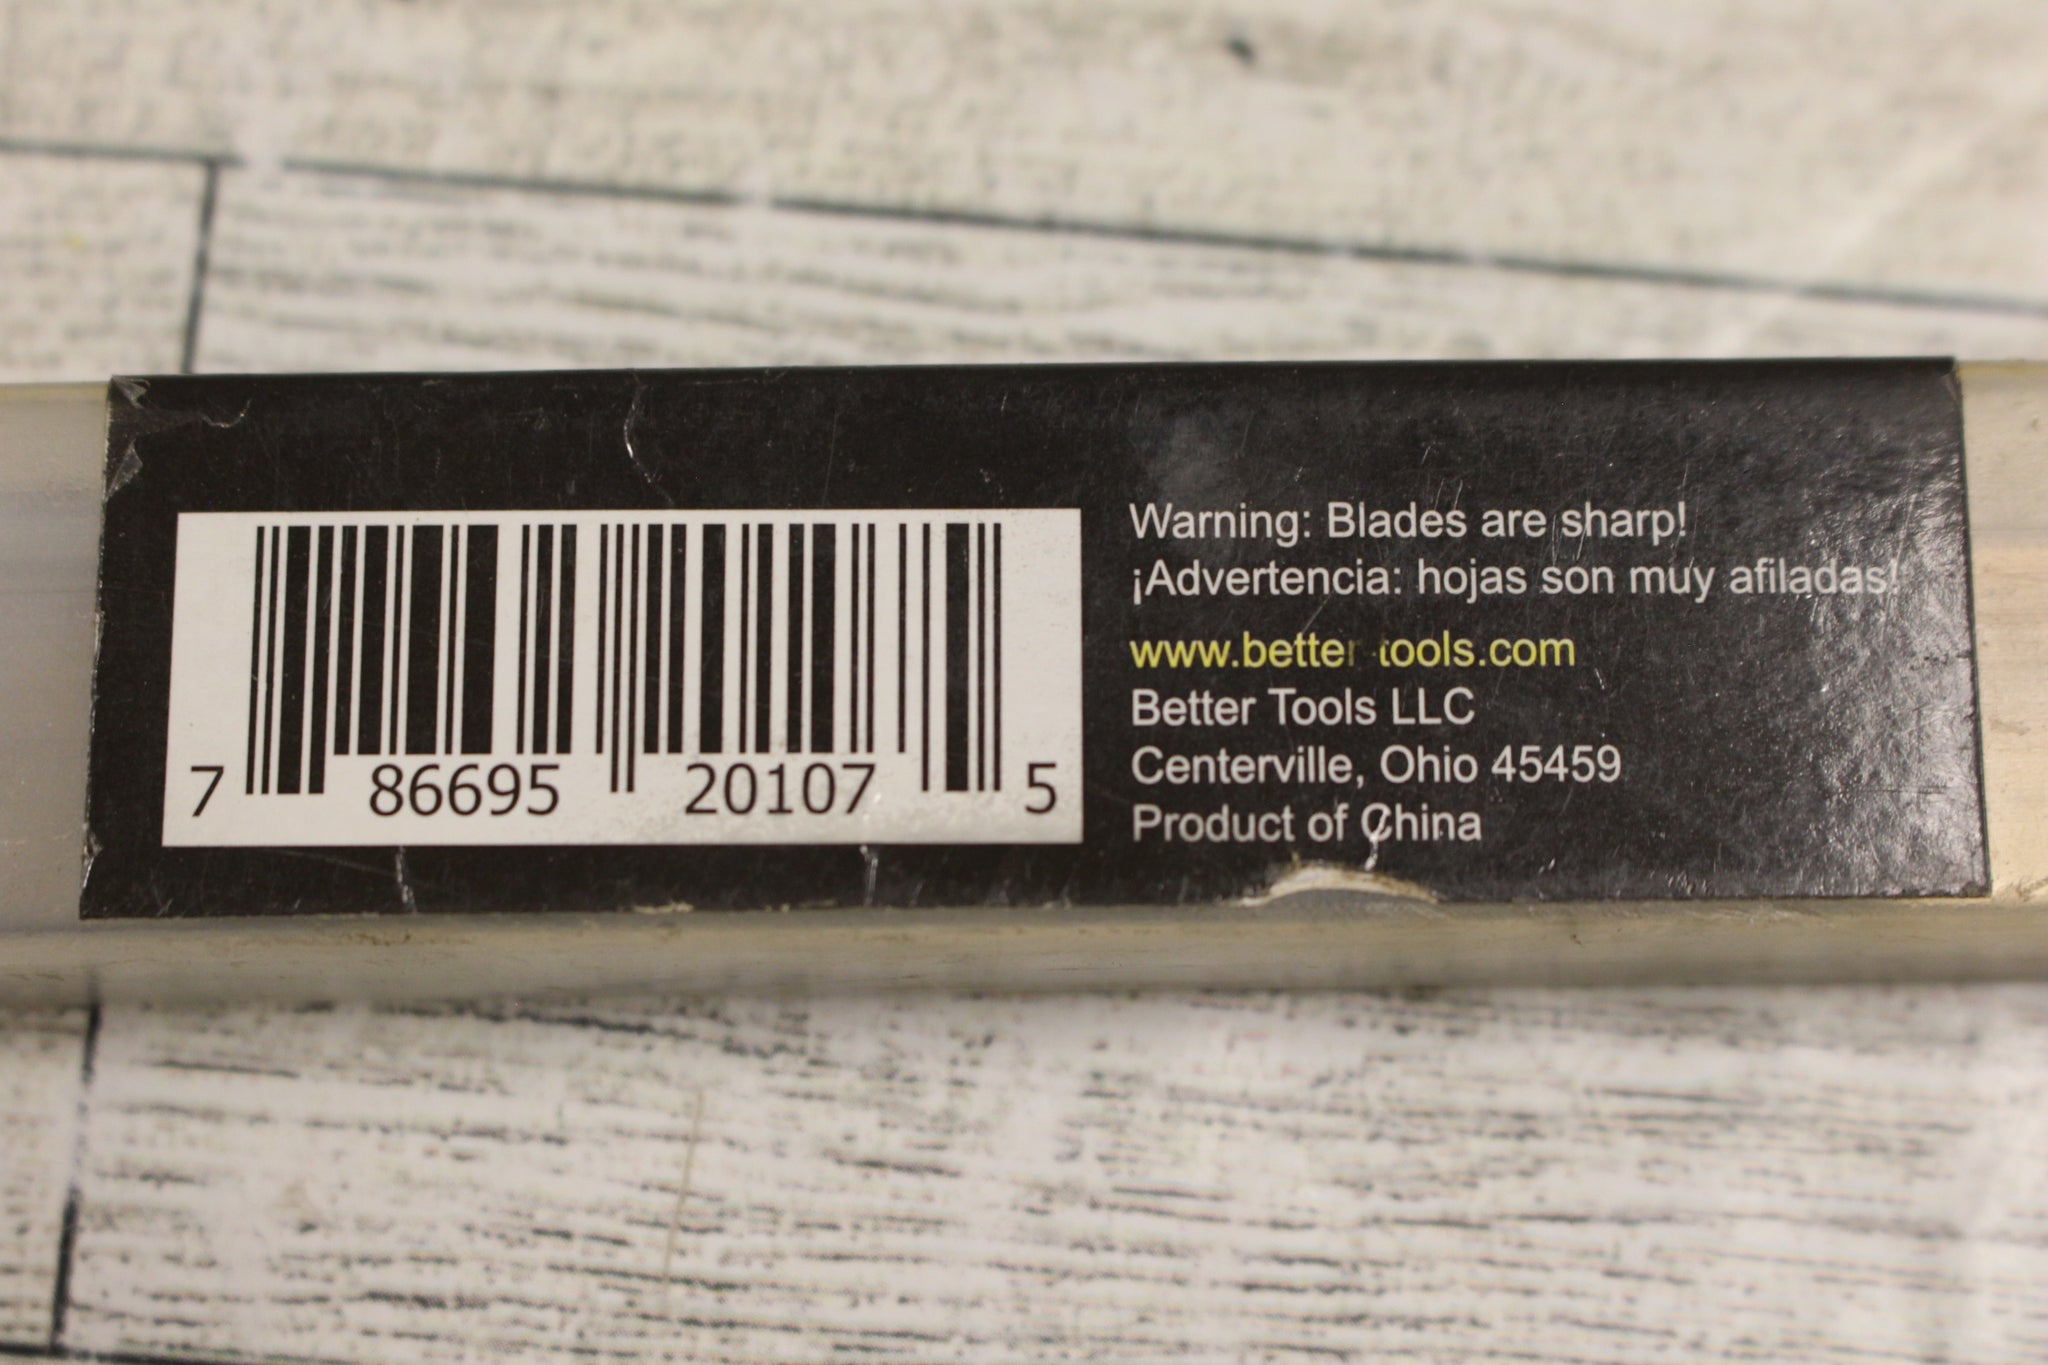 7 86695 20107 5
Warning: Blades are sharp!
¡Advertencia: hojas son muy afiladas!
www.better-tools.com
Better Tools LLC
Centerville, Ohio 45459
Product of China